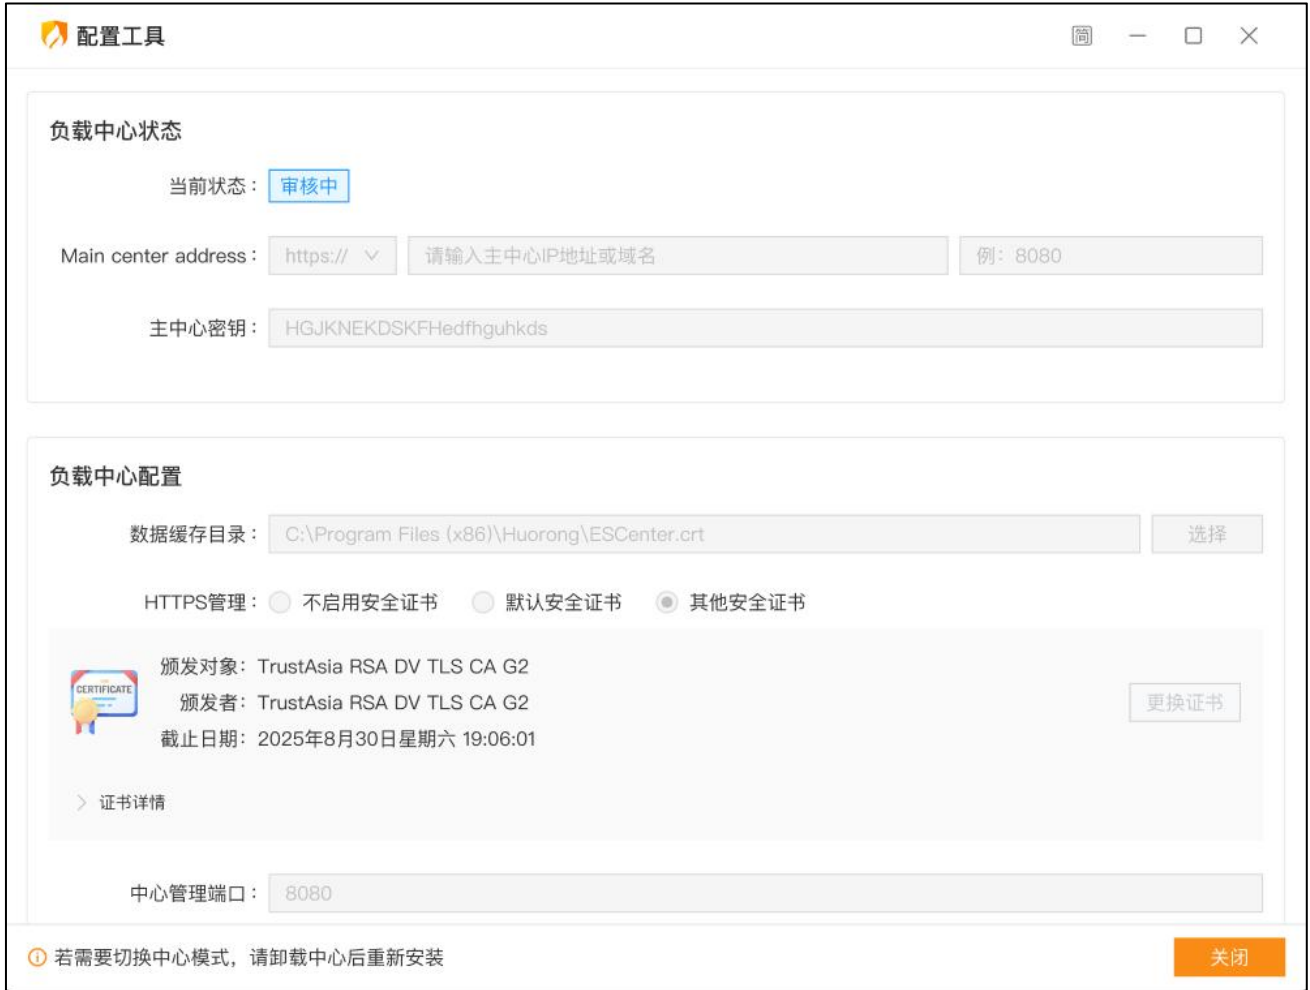 配置工具
简
负载中心状态
当前状态： 审核中
Main center address： https:// 请输入主中心IP地址或域名 例：8080
主中心密钥： HGJKNEKDSKFHedfhguhkds
负载中心配置
数据缓存目录： C:\Program Files (x86)\Huorong\ESCenter.crt 选择
HTTPS管理： 不启用安全证书 默认安全证书 其他安全证书
CERTIFICATE
颁发对象：TrustAsia RSA DV TLS CA G2
颁发者：TrustAsia RSA DV TLS CA G2
更换证书
截止日期：2025年8月30日星期六 19:06:01
证书详情
中心管理端口： 8080
若需要切换中心模式，请卸载中心后重新安装
关闭